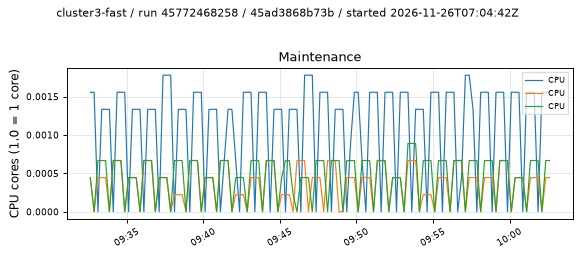 cluster3-fast / run 45772468258 / 45ad3868b73b / started 2026-11-26T07:04:42Z
Maintenance
CPU cores (1.0 = 1 core)
0.0015
0.0010
0.0005
0.0000
CPU
CPU
CPU
09:35
09:40
09:45
09:50
09:55
10:00